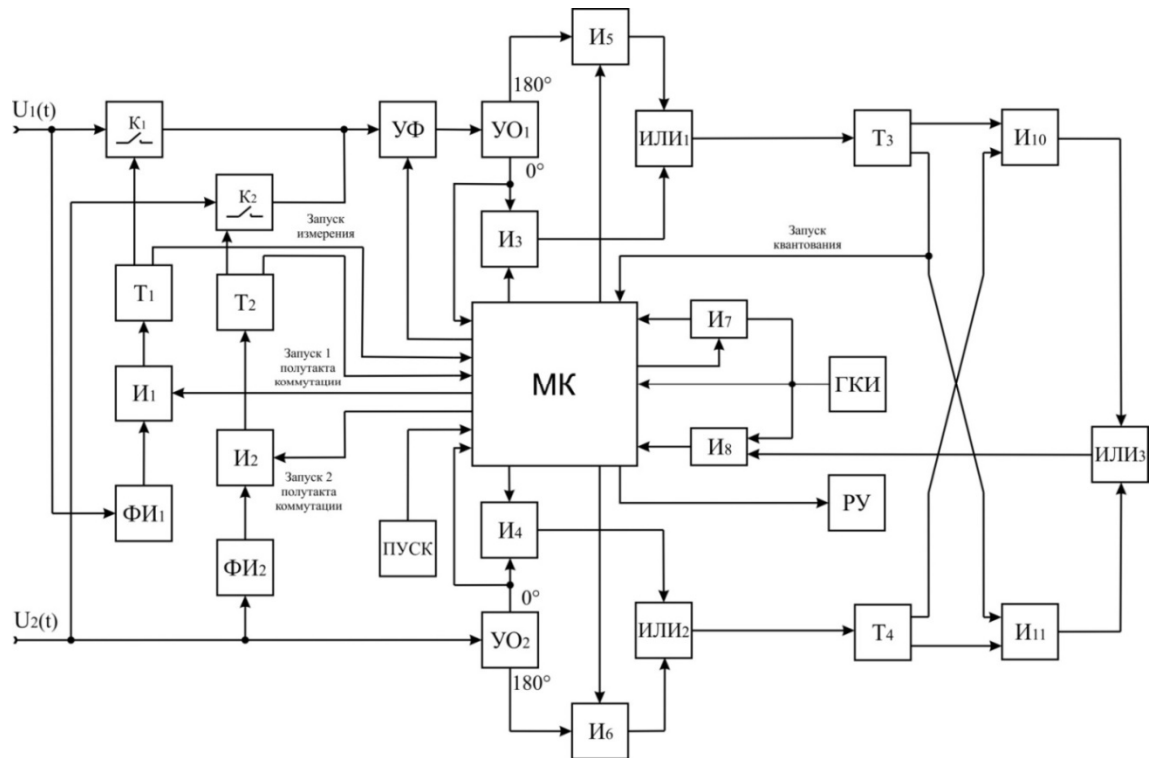 И5
180°
U1(t)
К1
УФ
УО1
ИЛИ1
Т3
И10
0°
К2
Запуск
измерения
И3
Запуск
квантования
Т1
Т2
И7
Запуск 1
полутакта
коммутации
МК
ГКИ
И1
И2
И8
ИЛИ3
Запуск 2
полутакта
коммутации
ФИ1
РУ
И4
ПУСК
ФИ2
0°
U2(t)
УО2
ИЛИ2
Т4
И11
180°
И6